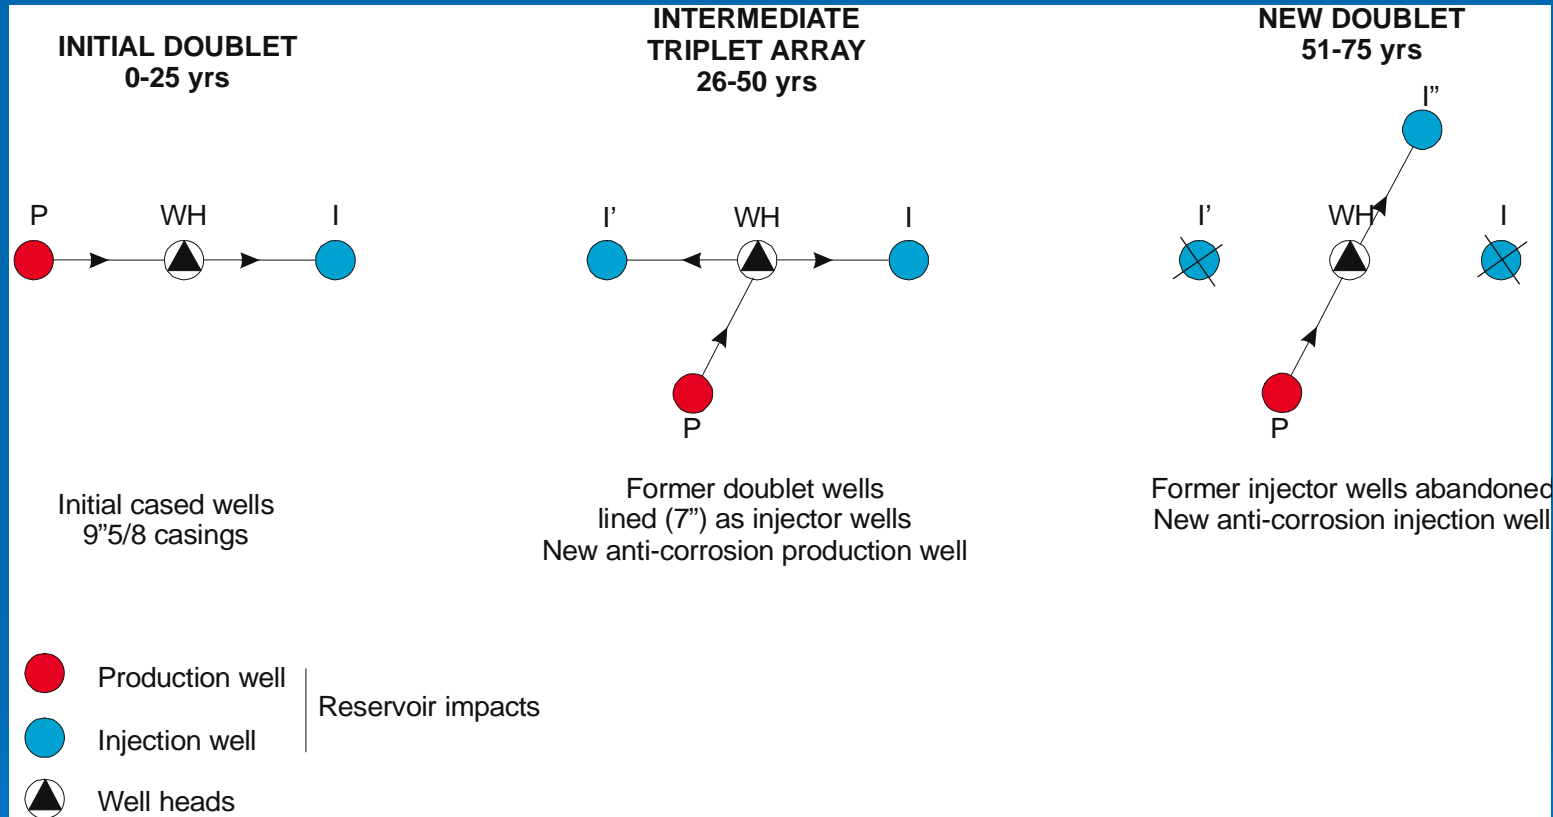 INITIAL DOUBLET
0-25 yrs
P
WH
I
Initial cased wells
9”5/8 casings
INTERMEDIATE
TRIPLET ARRAY
26-50 yrs
I’
WH
I
P
Former doublet wells
lined (7”) as injector wells
New anti-corrosion production well
NEW DOUBLET
51-75 yrs
I”
I’
WH
I
P
Former injector wells abandoned
New anti-corrosion injection well
Production well
Injection well
Reservoir impacts
Well heads